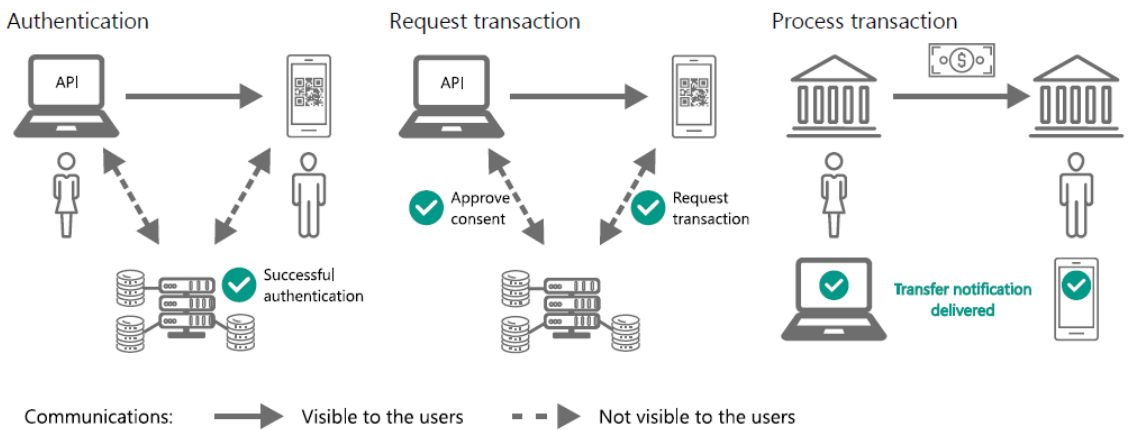 Authentication
Request transaction
Process transaction
API
API
$
Approve
consent
Request
transaction
Successful
authentication
Transfer notification
delivered
Communications:
Visible to the users
Not visible to the users